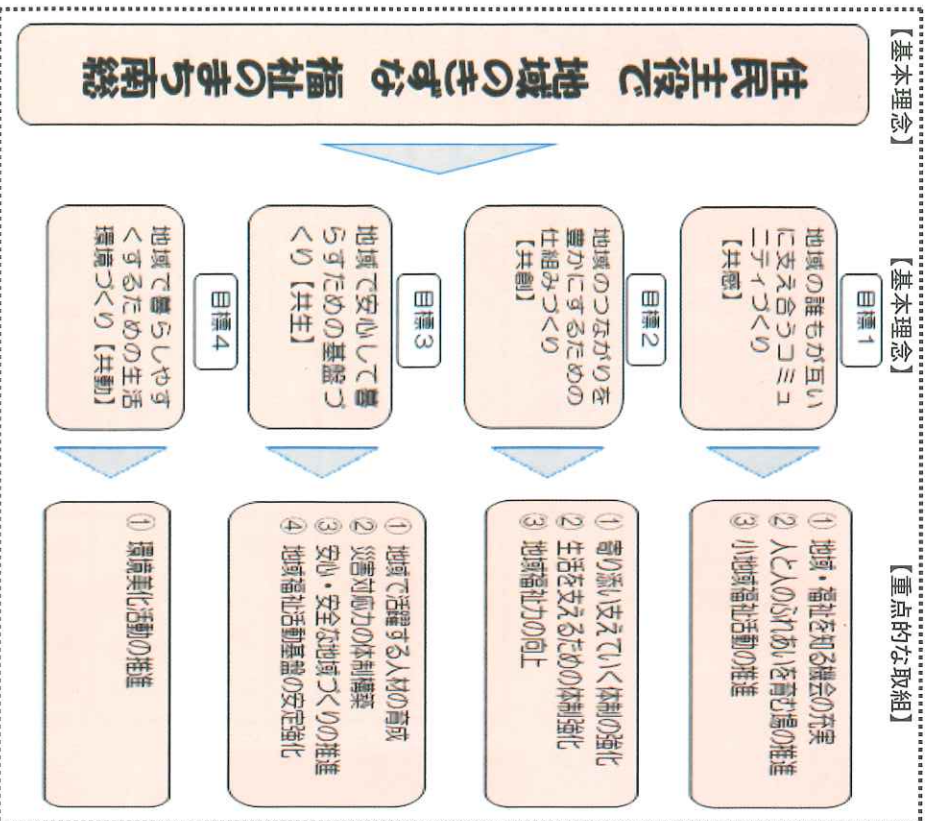 【基本理念】
住民主役で 地域のきずな 福祉のまち南総
【基本理念】
目標1
地域の誰もが互い
に支え合うコミュ
ニティづくり
【共感】
目標2
地域のつながりを
豊かにするための
仕組みづくり
【共創】
目標3
地域で安心して暮
らすための基盤づ
くり【共生】
目標4
地域で暮らしやす
くするための生活
環境づくり【共動】
【重点的な取組】
① 地域・福祉を知る機会の充実
② 人と人のふれあいを育む場の推進
③ 小地域福祉活動の推進
① 寄り添い支えていく体制の強化
② 生活を支えるための体制強化
③ 地域福祉力の向上
① 地域で活躍する人材の育成
② 災害対応力の体制構築
③ 安心・安全な地域づくりの推進
④ 地域福祉活動基盤の安定強化
① 環境美化活動の推進